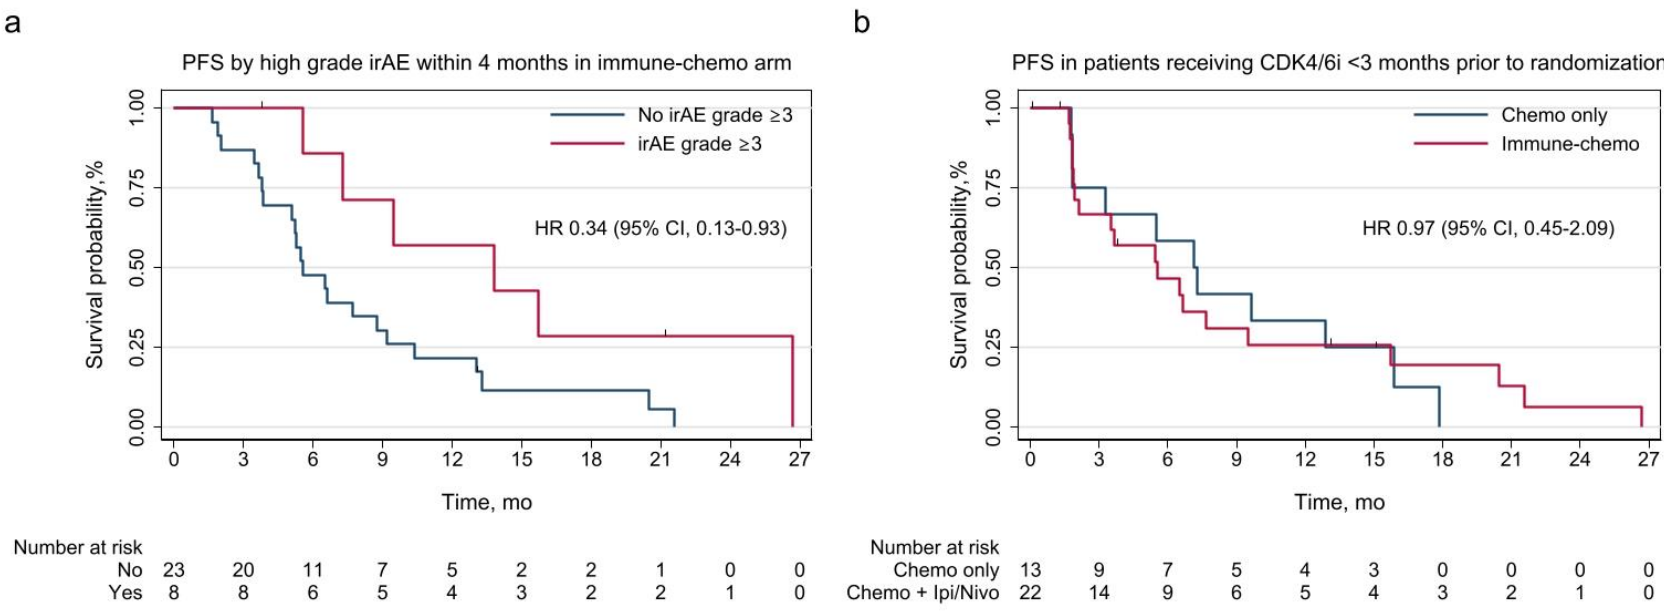 a
PFS by high grade irAE within 4 months in immune-chemo arm
Survival probability,%
1.00
0.75
0.50
0.25
0.00
No irAE grade ≥3
irAE grade ≥3
HR 0.34 (95% CI, 0.13-0.93)
0 3 6 9 12 15 18 21 24 27
Time, mo
Number at risk
No 23 20 11 7 5 2 2 1 0 0
Yes 8 8 6 5 4 3 2 2 1 0
b
PFS in patients receiving CDK4/6i <3 months prior to randomization
Survival probability,%
1.00
0.75
0.50
0.25
0.00
Chemo only
Immune-chemo
HR 0.97 (95% CI, 0.45-2.09)
0 3 6 9 12 15 18 21 24 27
Time, mo
Number at risk
Chemo only 13 9 7 5 4 3 0 0 0 0
Chemo + Ipi/Nivo 22 14 9 6 5 4 3 2 1 0